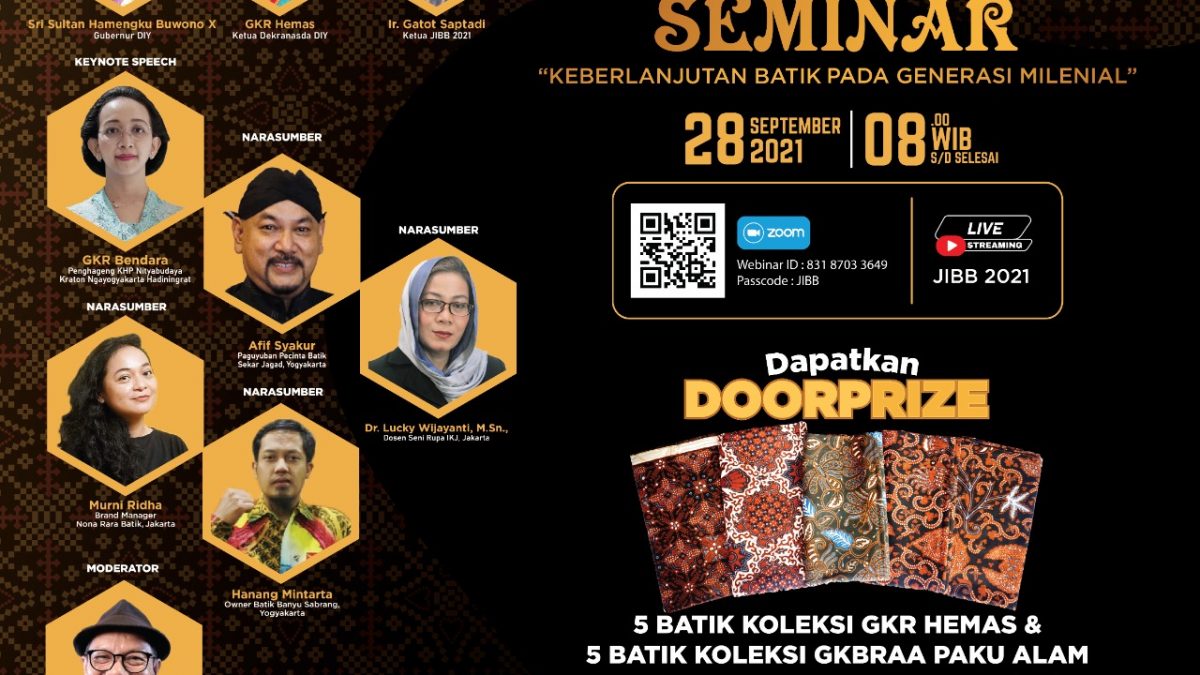 Sri Sultan Hamengku Buwono X
Gubernur DIY
GKR Hemas
Ketua Dekranasda DIY
Ir. Gatot Saptadi
Ketua JIBB 2021
KEYNOTE SPEECH
GKR Bendara
Penghageng KHP Nityabudaya
Kraton Ngayogyakarta Hadiningrat
NARASUMBER
Afif Syakur
Paguyuban Pecinta Batik
Sekar Jagad, Yogyakarta
NARASUMBER
Dr. Lucky Wijayanti, M.Sn.,
Dosen Seni Rupa IKJ, Jakarta
NARASUMBER
Murni Ridha
Brand Manager
Nona Rara Batik, Jakarta
NARASUMBER
Hanang Mintarta
Owner Batik Banyu Sabrang,
Yogyakarta
MODERATOR
SEMINAR
“KEBERLANJUTAN BATIK PADA GENERASI MILENIAL”
28 SEPTEMBER 2021
08.00 WIB
S/D SELESAI
zoom
Webinar ID : 831 8703 3649
Passcode : JIBB
LIVE
STREAMING
JIBB 2021
Dapatkan
DOORPRIZE
5 BATIK KOLEKSI GKR HEMAS &
5 BATIK KOLEKSI GKBRAA PAKU ALAM